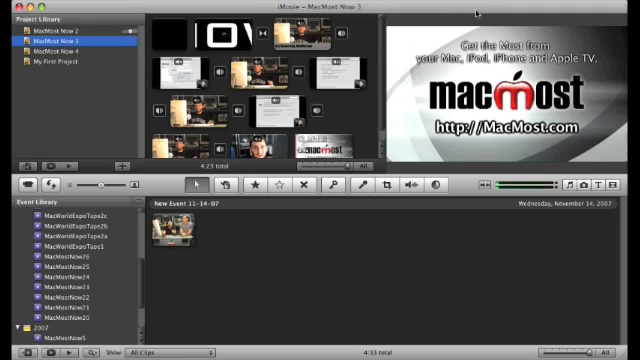 iMovie – MacMost Now 3
Project Library
MacMost Now 2
MacMost Now 3
MacMost Now 4
My First Project
Get the Most from
your Mac, iPod, iPhone and Apple TV.
macmost
http://MacMost.com
4:23 total
All
Event Library
New Event 11-14-07
Wednesday, November 14, 2007
MacWorldExpoTape2c
MacWorldExpoTape2b
MacWorldExpoTape2a
MacWorldExpoTape1
MacMostNow26
MacMostNow25
MacMostNow24
MacMostNow23
MacMostNow22
MacMostNow21
MacMostNow20
2007
MacMostNow5
Show
All Clips
4:33 total
All